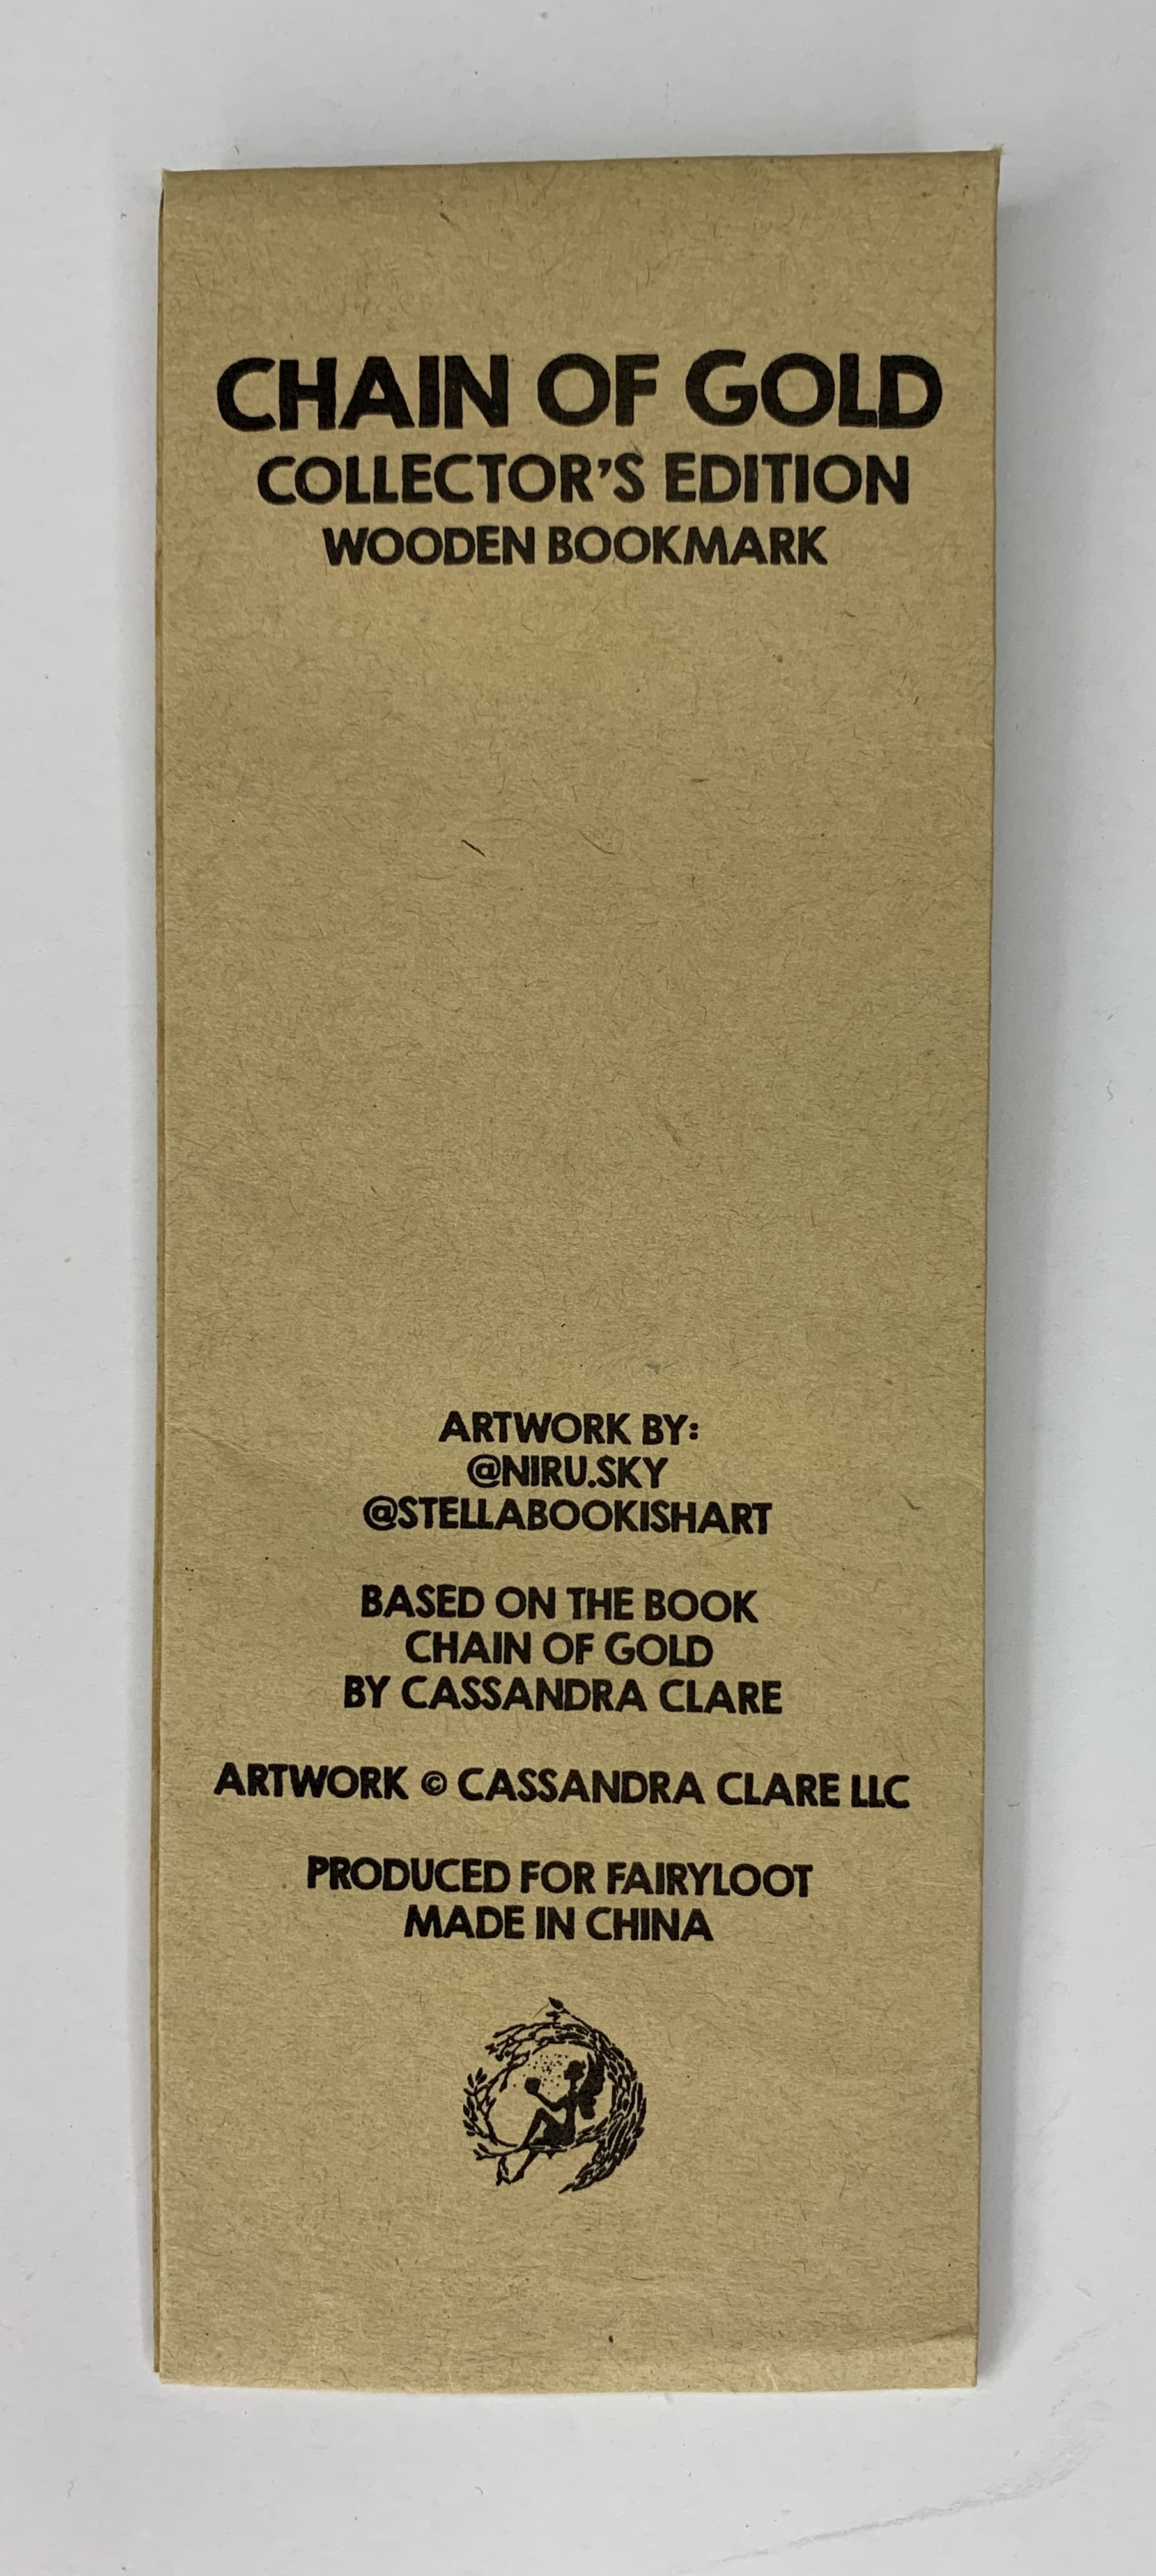 CHAIN OF GOLD
COLLECTOR'S EDITION
WOODEN BOOKMARK
ARTWORK BY:
@NIRU.SKY
@STELLABOOKISHART
BASED ON THE BOOK
CHAIN OF GOLD
BY CASSANDRA CLARE
ARTWORK © CASSANDRA CLARE LLC
PRODUCED FOR FAIRYLOOT
MADE IN CHINA